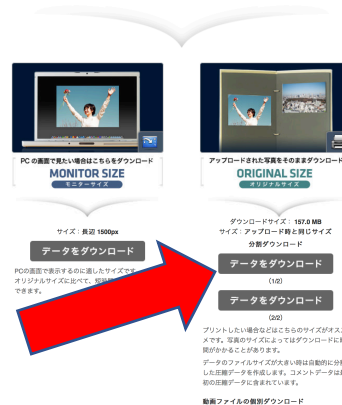 PC の画面で見たい場合はこちらをダウンロード
MONITOR SIZE
モニターサイズ
サイズ：長辺 1500px
データをダウンロード
PCの画面で表示するのに適したサイズです。
オリジナルサイズに比べて、短時間
できます。
アップロードされた写真をそのままダウンロード
ORIGINAL SIZE
オリジナルサイズ
ダウンロードサイズ： 157.0 MB
サイズ：アップロード時と同じサイズ
分割ダウンロード
データをダウンロード
(1/2)
データをダウンロード
(2/2)
プリントしたい場合などはこちらのサイズがオス
メです。写真のサイズによってはダウンロードに
間がかかることがあります。
データのファイルサイズが大きい時は自動的に分
した圧縮データを作成します。コメントデータは
初の圧縮データに含まれています。
動画ファイルの個別ダウンロード